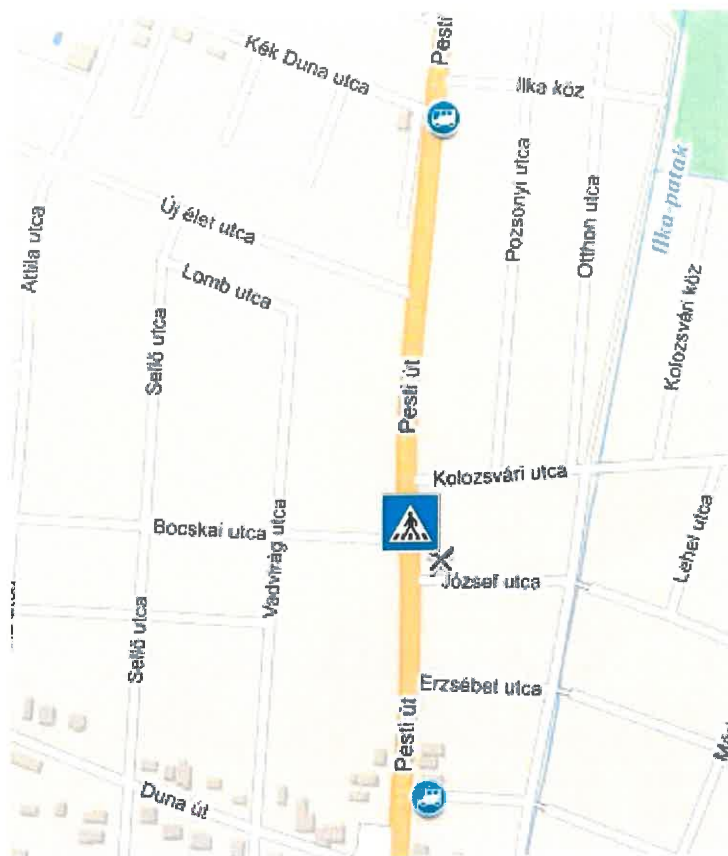 Pesti
Kék Duna utca
Ilka köz
Pozsonyi utca
Otthon utca
Ilka-patak
Attila utca
Új élet utca
Lomb utca
Kolozsvári köz
Sellő utca
Pesti út
Kolozsvári utca
Bocskai utca
Vadvirág utca
Lehel utca
József utca
Sellő utca
Erzsébet utca
Pesti út
Duna út